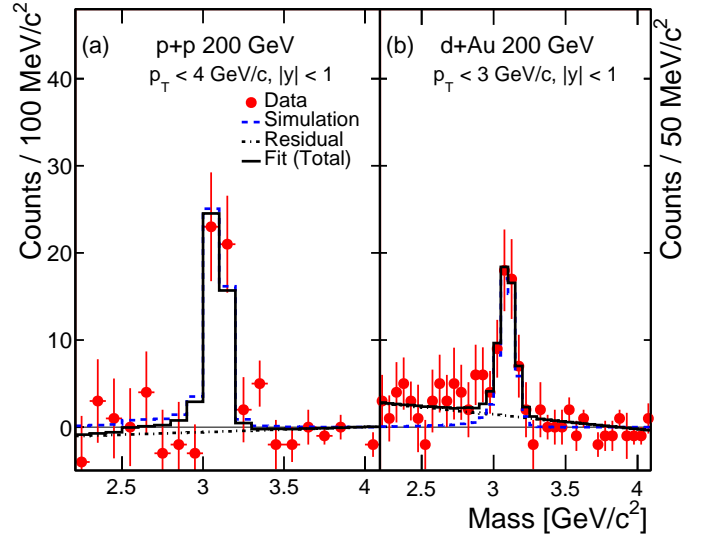 (a) p+p 200 GeV
p_T < 4 GeV/c, |y| < 1
Data
Simulation
Residual
Fit (Total)
(b) d+Au 200 GeV
p_T < 3 GeV/c, |y| < 1
Counts / 100 MeV/c²
Counts / 50 MeV/c²
40
30
20
10
0
2.5 3 3.5 4
2.5 3 3.5 4
Mass [GeV/c²]